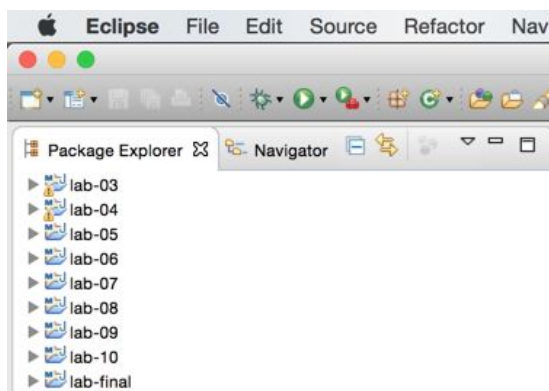 Eclipse File Edit Source Refactor Nav
Package Explorer Navigator
lab-03
lab-04
lab-05
lab-06
lab-07
lab-08
lab-09
lab-10
lab-final